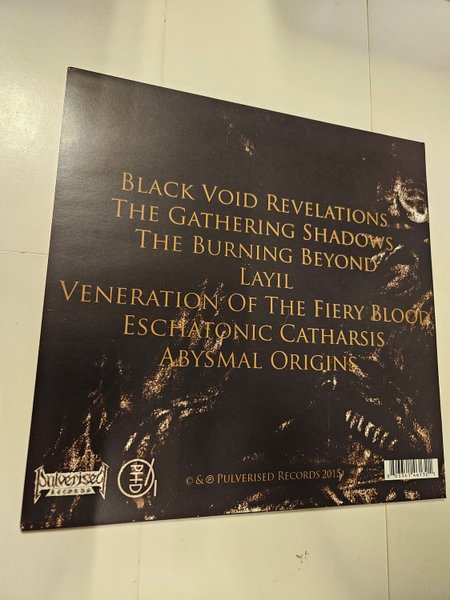 Black Void Revelations
The Gathering Shadows
The Burning Beyond
Layil
Veneration Of The Fiery Blood
Eschatonic Catharsis
Abysmal Origins
Pulverised
Records
© & ℗ Pulverised Records 2015